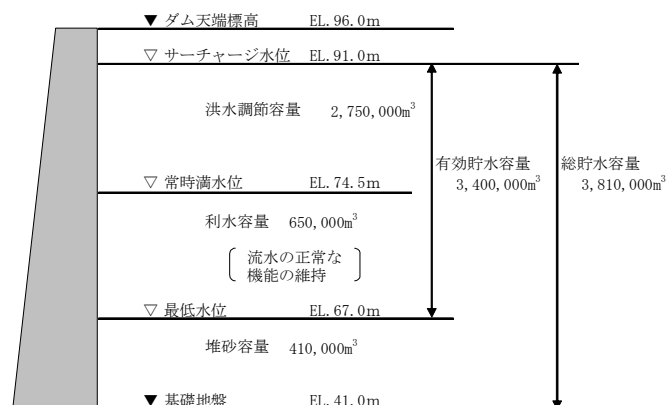 ▼ ダム天端標高 EL.96.0m
▽ サーチャージ水位 EL.91.0m
洪水調節容量 2,750,000m³
有効貯水容量 総貯水容量
3,400,000m³ 3,810,000m³
▽ 常時満水位 EL.74.5m
利水容量 650,000m³
流水の正常な
機能の維持
▽ 最低水位 EL.67.0m
堆砂容量 410,000m³
▼ 基礎地盤 EL.41.0m